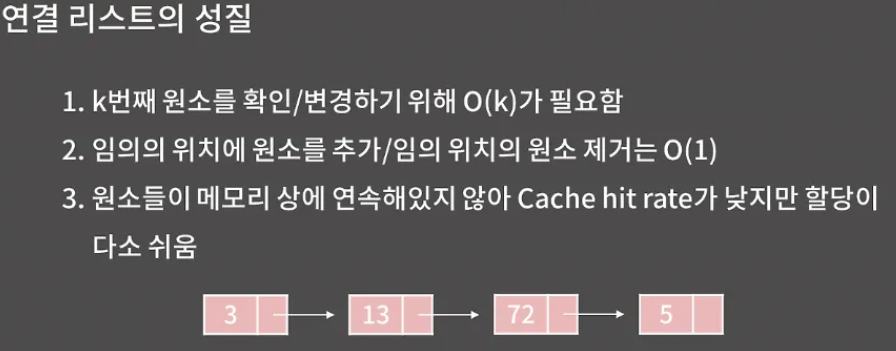 연결 리스트의 성질
1. k번째 원소를 확인/변경하기 위해 O(k)가 필요함
2. 임의의 위치에 원소를 추가/임의 위치의 원소 제거는 O(1)
3. 원소들이 메모리 상에 연속해있지 않아 Cache hit rate가 낮지만 할당이
다소 쉬움
3 13 72 5